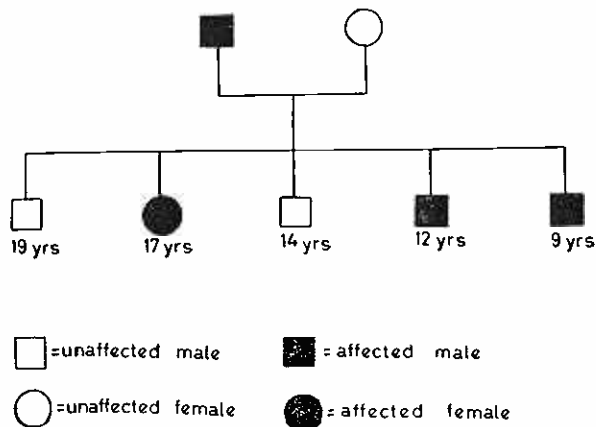 19 yrs 17 yrs 14 yrs 12 yrs 9 yrs
=unaffected male = affected male
=unaffected female = affected female